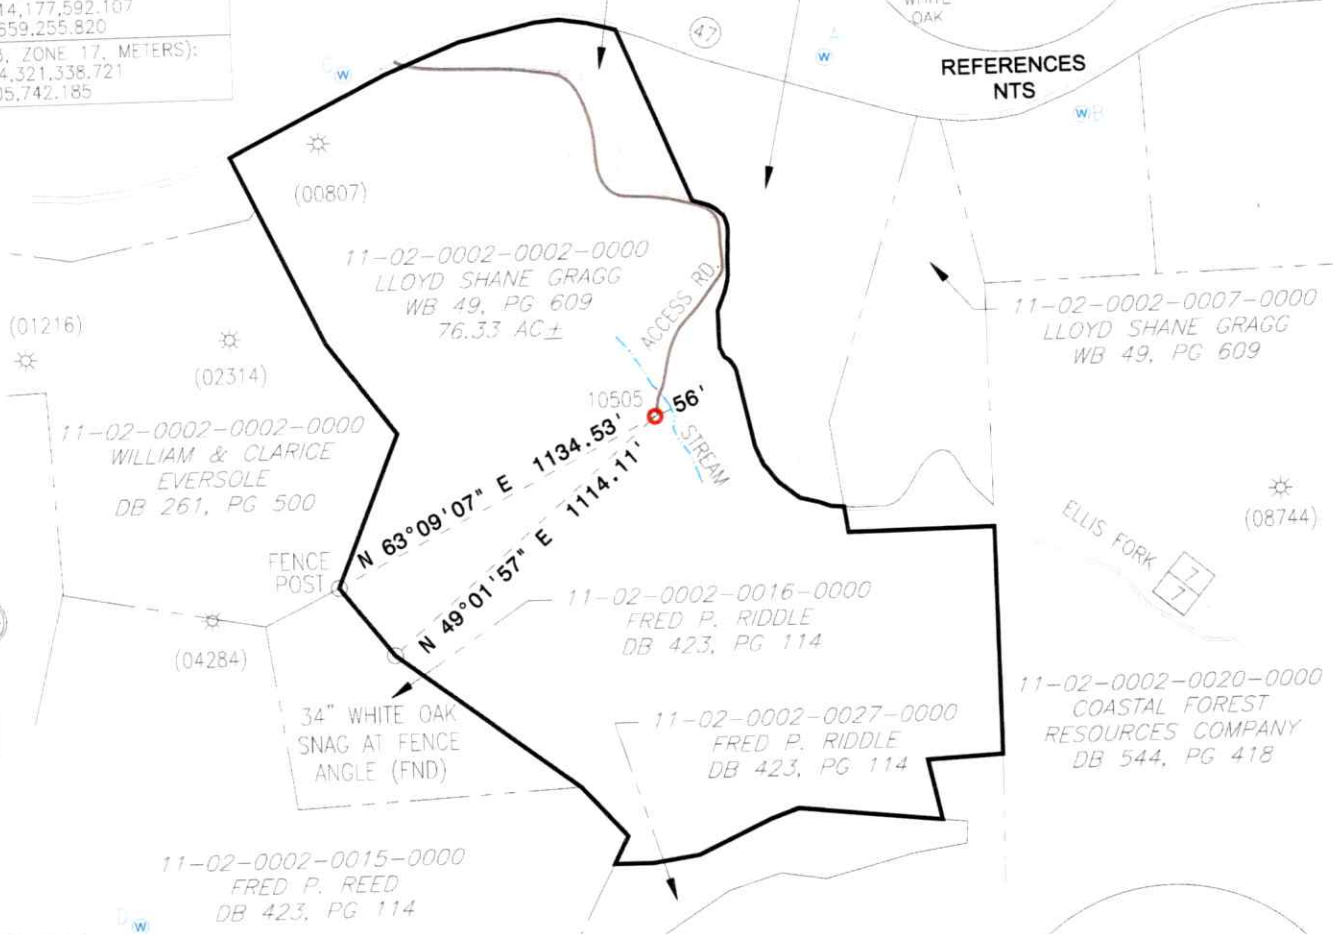 14,177,592.107
659,255.820
ZONE 17, METERS):
4,321,338.721
05,742.185
WHITE
OAK
47
A
W
REFERENCES
NTS
C
W
W
B
(00807)
11-02-0002-0002-0000
LLOYD SHANE GRAGG
WB 49, PG 609
76.33 AC±
ACCESS RD.
11-02-0002-0007-0000
LLOYD SHANE GRAGG
WB 49, PG 609
(01216)
(02314)
10505
56'
STREAM
11-02-0002-0002-0000
WILLIAM & CLARICE
EVERSOLE
DB 261, PG 500
N 63°09'07" E 1134.53'
N 49°01'57" E 1114.11'
ELLIS FORK
7
7
(08744)
FENCE
POST
11-02-0002-0016-0000
FRED P. RIDDLE
DB 423, PG 114
(04284)
34" WHITE OAK
SNAG AT FENCE
ANGLE (FND)
11-02-0002-0027-0000
FRED P. RIDDLE
DB 423, PG 114
11-02-0002-0020-0000
COASTAL FOREST
RESOURCES COMPANY
DB 544, PG 418
11-02-0002-0015-0000
FRED P. REED
DB 423, PG 114
D
W